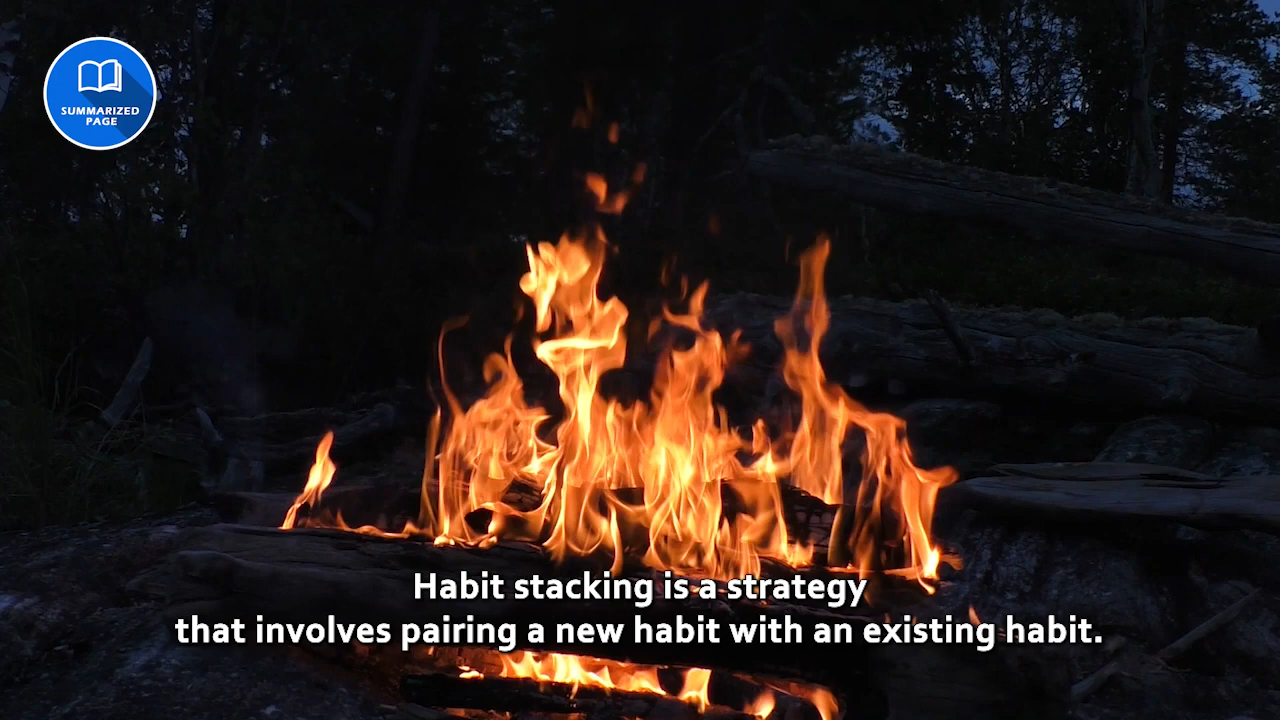 SUMMARIZED
PAGE
Habit stacking is a strategy
that involves pairing a new habit with an existing habit.